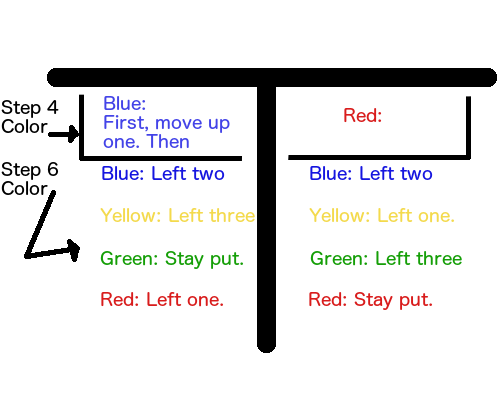 Step 4
Color
Blue:
First, move up
one. Then
Red:
Step 6
Color
Blue: Left two
Yellow: Left three
Green: Stay put.
Red: Left one.
Blue: Left two
Yellow: Left one.
Green: Left three
Red: Stay put.